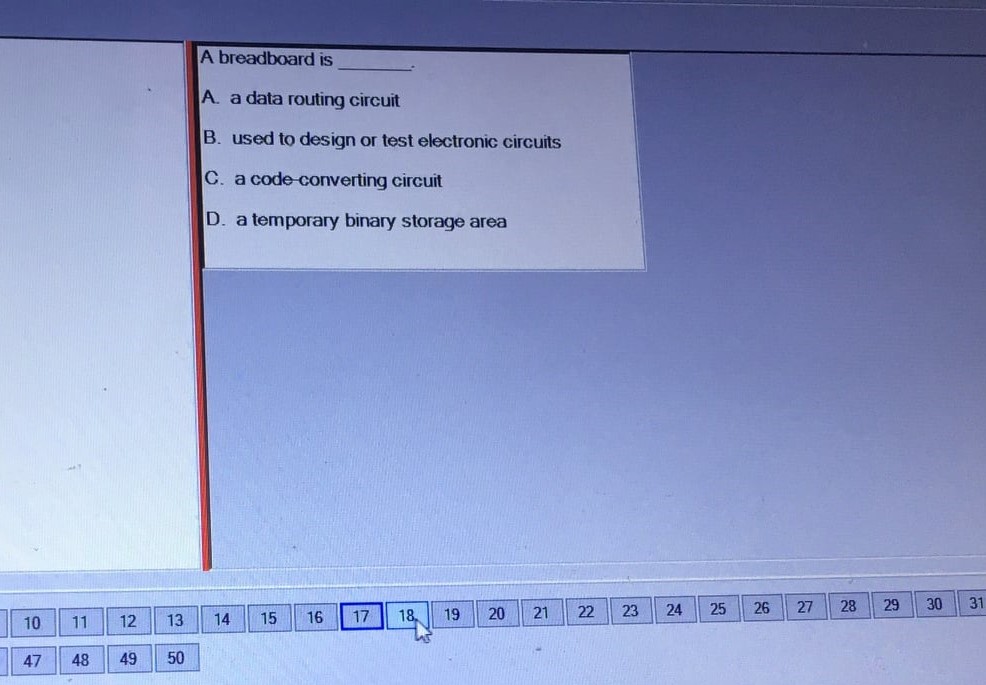 A breadboard is ________.
A. a data routing circuit
B. used to design or test electronic circuits
C. a code-converting circuit
D. a temporary binary storage area
10 11 12 13 14 15 16 17 18 19 20 21 22 23 24 25 26 27 28 29 30 31
47 48 49 50